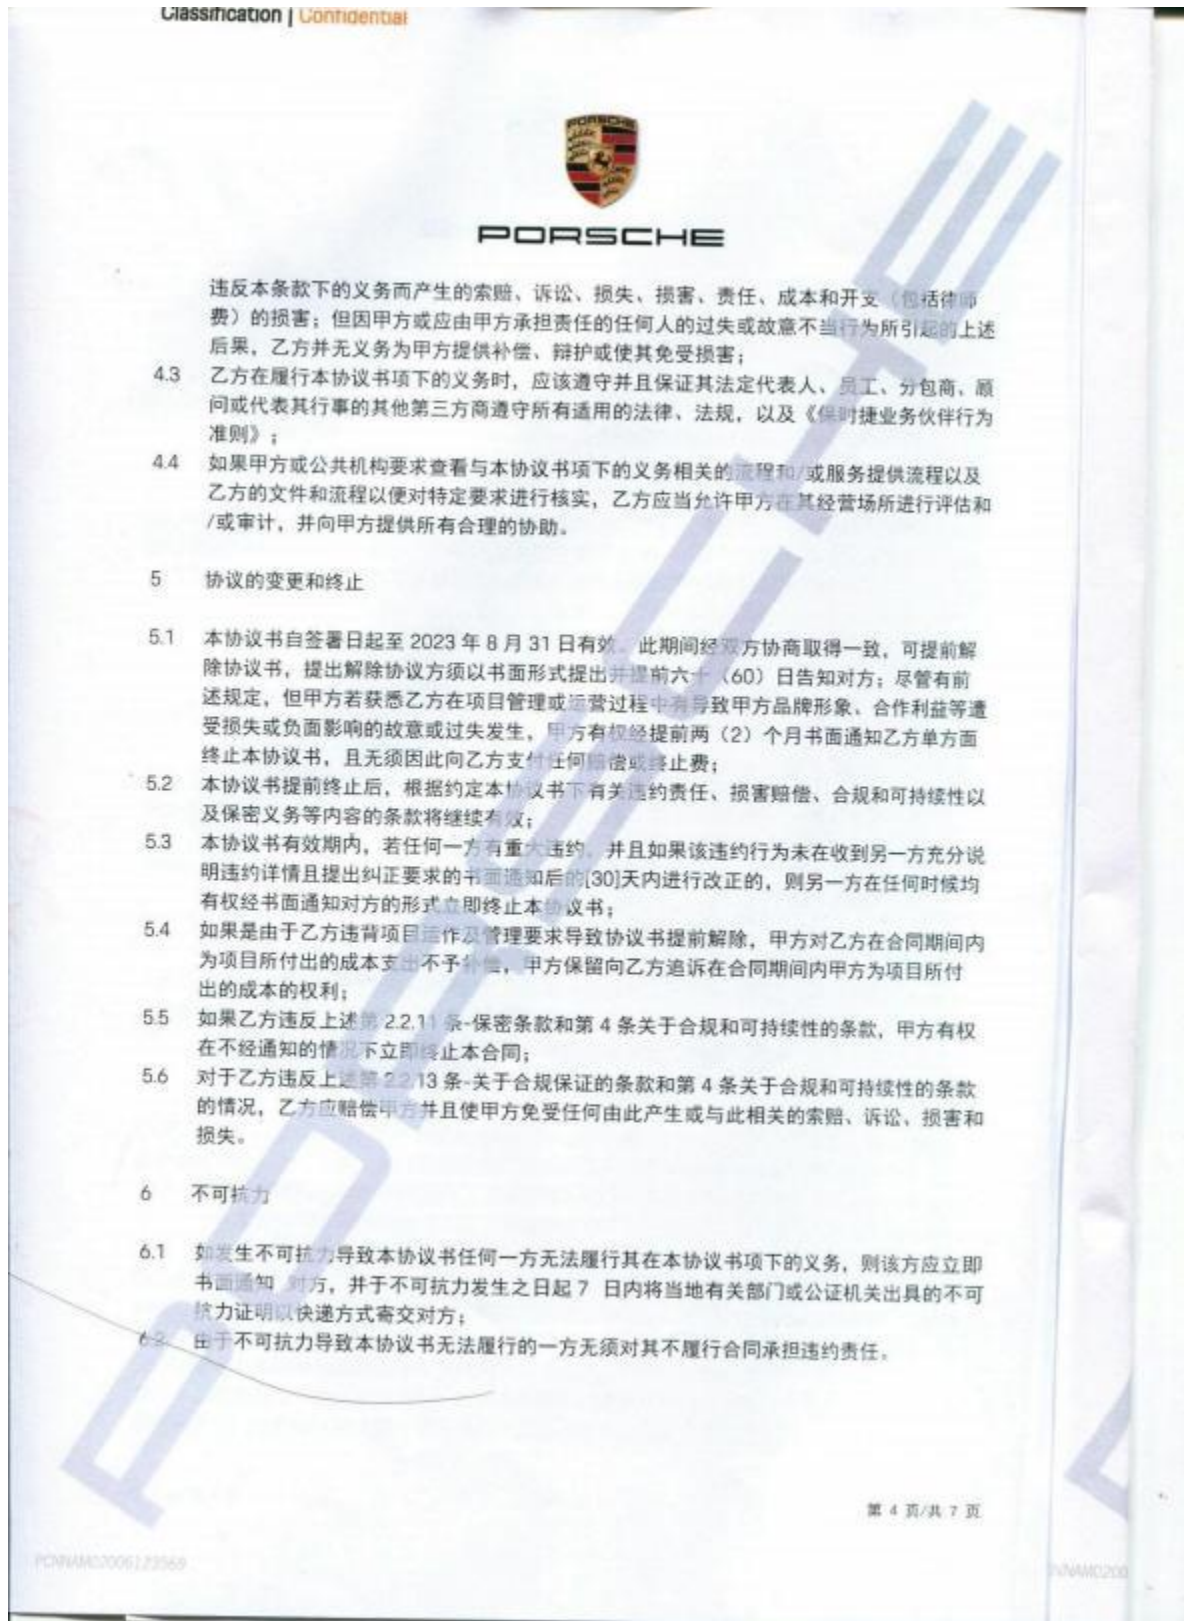 Classification | Confidential
PORSCHE
PORSCHE
违反本条款下的义务而产生的索赔、诉讼、损失、损害、责任、成本和开支（包括律师
费）的损害；但因甲方或应由甲方承担责任的任何人的过失或故意不当行为所引起的上述
后果，乙方并无义务为甲方提供补偿、辩护或使其免受损害；
4.3 乙方在履行本协议书项下的义务时，应该遵守并且保证其法定代表人、员工、分包商、顾
问或代表其行事的其他第三方商遵守所有适用的法律、法规，以及《保时捷业务伙伴行为
准则》；
4.4 如果甲方或公共机构要求查看与本协议书项下的义务相关的流程和/或服务提供流程以及
乙方的文件和流程以便对特定要求进行核实，乙方应当允许甲方在其经营场所进行评估和
/或审计，并向甲方提供所有合理的协助。
5 协议的变更和终止
5.1 本协议书自签署日起至 2023 年 8 月 31 日有效。此期间经双方协商取得一致，可提前解
除协议书，提出解除协议方须以书面形式提出并提前六十（60）日告知对方；尽管有前
述规定，但甲方若获悉乙方在项目管理或运营过程中有导致甲方品牌形象、合作利益等遭
受损失或负面影响的故意或过失发生，甲方有权经提前两（2）个月书面通知乙方单方面
终止本协议书，且无须因此向乙方支付任何赔偿或终止费；
5.2 本协议书提前终止后，根据约定本协议书下有关违约责任、损害赔偿、合规和可持续性以
及保密义务等内容的条款将继续有效；
5.3 本协议书有效期内，若任何一方有重大违约，并且如果该违约行为未在收到另一方充分说
明违约详情且提出纠正要求的书面通知后的[30]天内进行改正的，则另一方在任何时候均
有权经书面通知对方的形式立即终止本协议书；
5.4 如果是由于乙方违背项目运作及管理要求导致协议书提前解除，甲方对乙方在合同期间内
为项目所付出的成本支出不予补偿，甲方保留向乙方追诉在合同期间内甲方为项目所付
出的成本的权利；
5.5 如果乙方违反上述第 2.2.11 条-保密条款和第 4 条关于合规和可持续性的条款，甲方有权
在不经通知的情况下立即终止本合同；
5.6 对于乙方违反上述第 2.2.13 条-关于合规保证的条款和第 4 条关于合规和可持续性的条款
的情况，乙方应赔偿甲方并且使甲方免受任何由此产生或与此相关的索赔、诉讼、损害和
损失。
6 不可抗力
6.1 如发生不可抗力导致本协议书任何一方无法履行其在本协议书项下的义务，则该方应立即
书面通知 对方，并于不可抗力发生之日起 7 日内将当地有关部门或公证机关出具的不可
抗力证明以快递方式寄交对方；
6.2 由于不可抗力导致本协议书无法履行的一方无须对其不履行合同承担违约责任。
第 4 页/共 7 页
PORSCHE